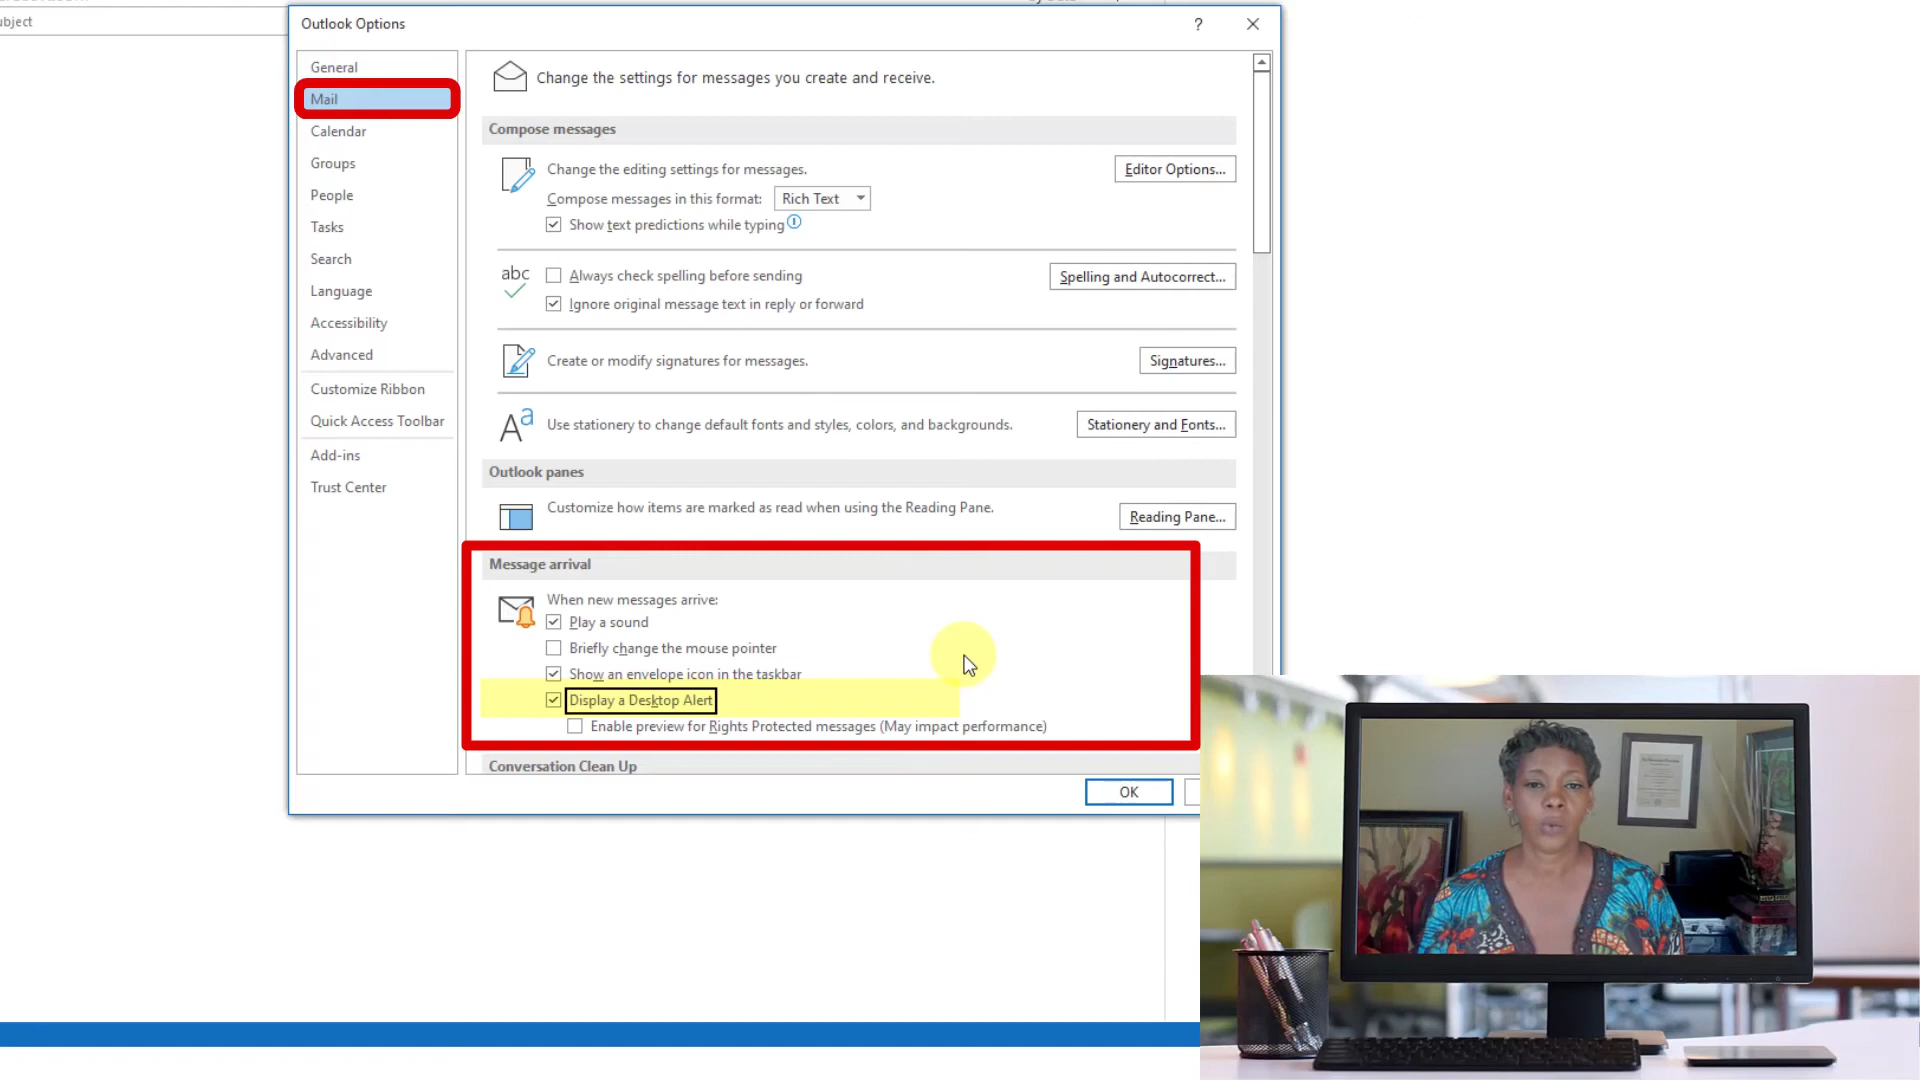 Outlook Options
?
ubject
General
Mail
Calendar
Groups
People
Tasks
Search
Language
Accessibility
Advanced
Customize Ribbon
Quick Access Toolbar
Add-ins
Trust Center
Change the settings for messages you create and receive.
Compose messages
Change the editing settings for messages.
Editor Options...
Compose messages in this format:
Rich Text
Show text predictions while typing
abc
Always check spelling before sending
Spelling and Autocorrect...
Ignore original message text in reply or forward
Create or modify signatures for messages.
Signatures...
Aa
Use stationery to change default fonts and styles, colors, and backgrounds.
Stationery and Fonts...
Outlook panes
Customize how items are marked as read when using the Reading Pane.
Reading Pane...
Message arrival
When new messages arrive:
Play a sound
Briefly change the mouse pointer
Show an envelope icon in the taskbar
Display a Desktop Alert
Enable preview for Rights Protected messages (May impact performance)
Conversation Clean Up
OK